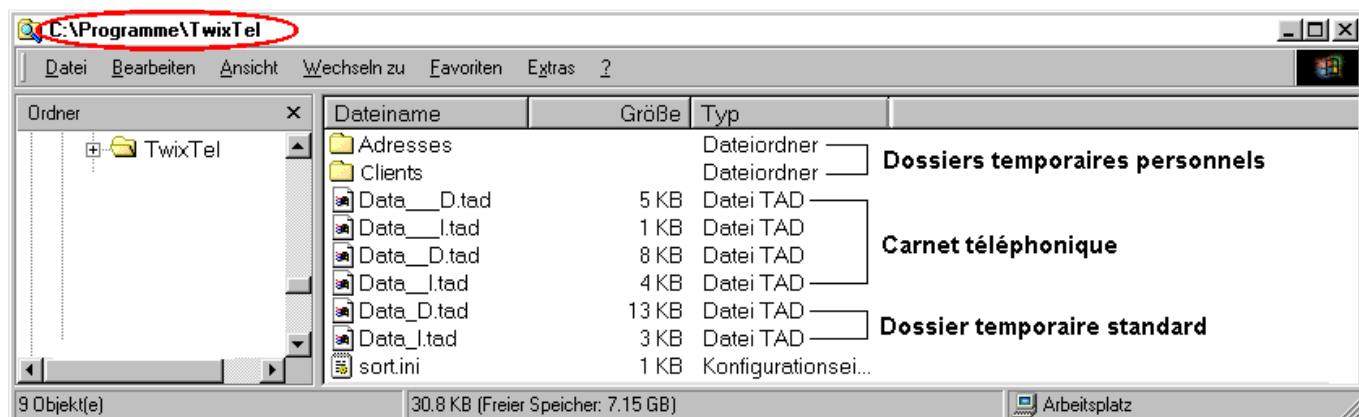 C:\Programme\TwixTel
Datei Bearbeiten Ansicht Wechseln zu Favoriten Extras ?
Ordner
TwixTel
Dateiname Größe Typ
Adresses Dateiordner
Clients Dateiordner
Dossiers temporaires personnels
Data___D.tad 5 KB Datei TAD
Data___I.tad 1 KB Datei TAD
Data__D.tad 8 KB Datei TAD
Data__I.tad 4 KB Datei TAD
Carnet téléphonique
Data_D.tad 13 KB Datei TAD
Data_I.tad 3 KB Datei TAD
Dossier temporaire standard
sort.ini 1 KB Konfigurationsei...
9 Objekt(e) 30.8 KB (Freier Speicher: 7.15 GB) Arbeitsplatz